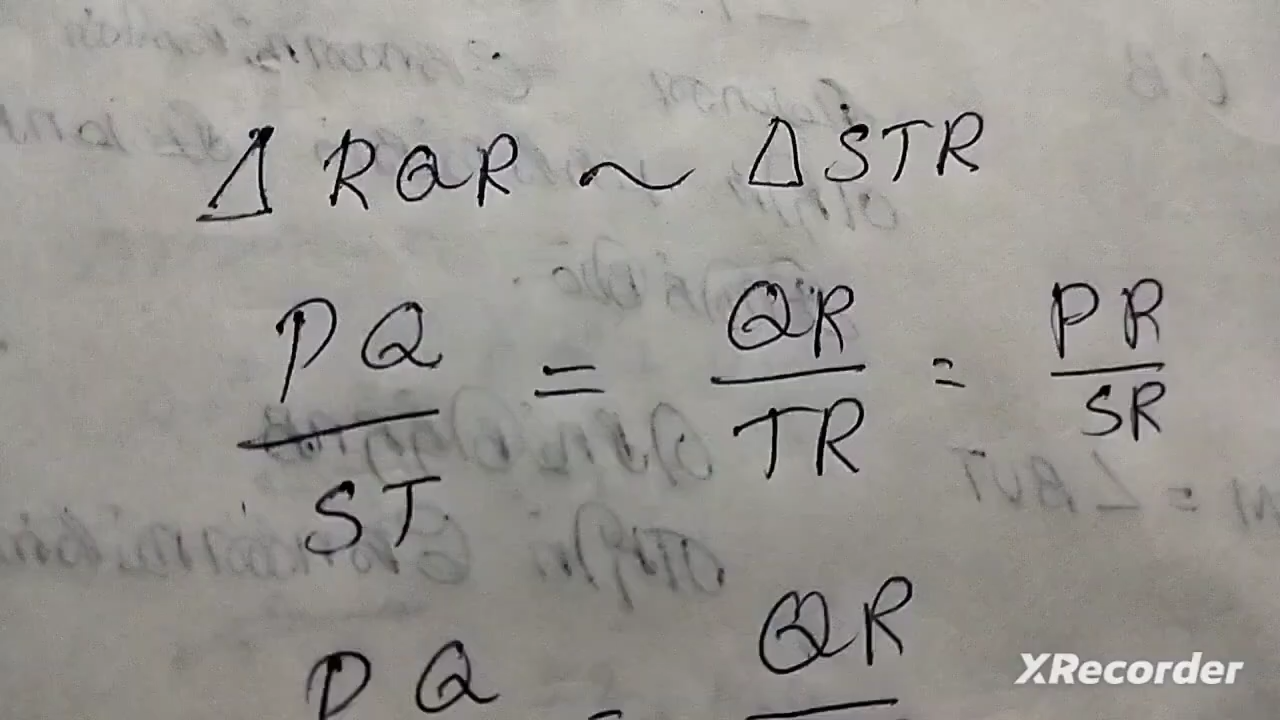 Δ RQR ~ Δ STR
PQ/ST = QR/TR = PR/SR
PQ = QR
XRecorder